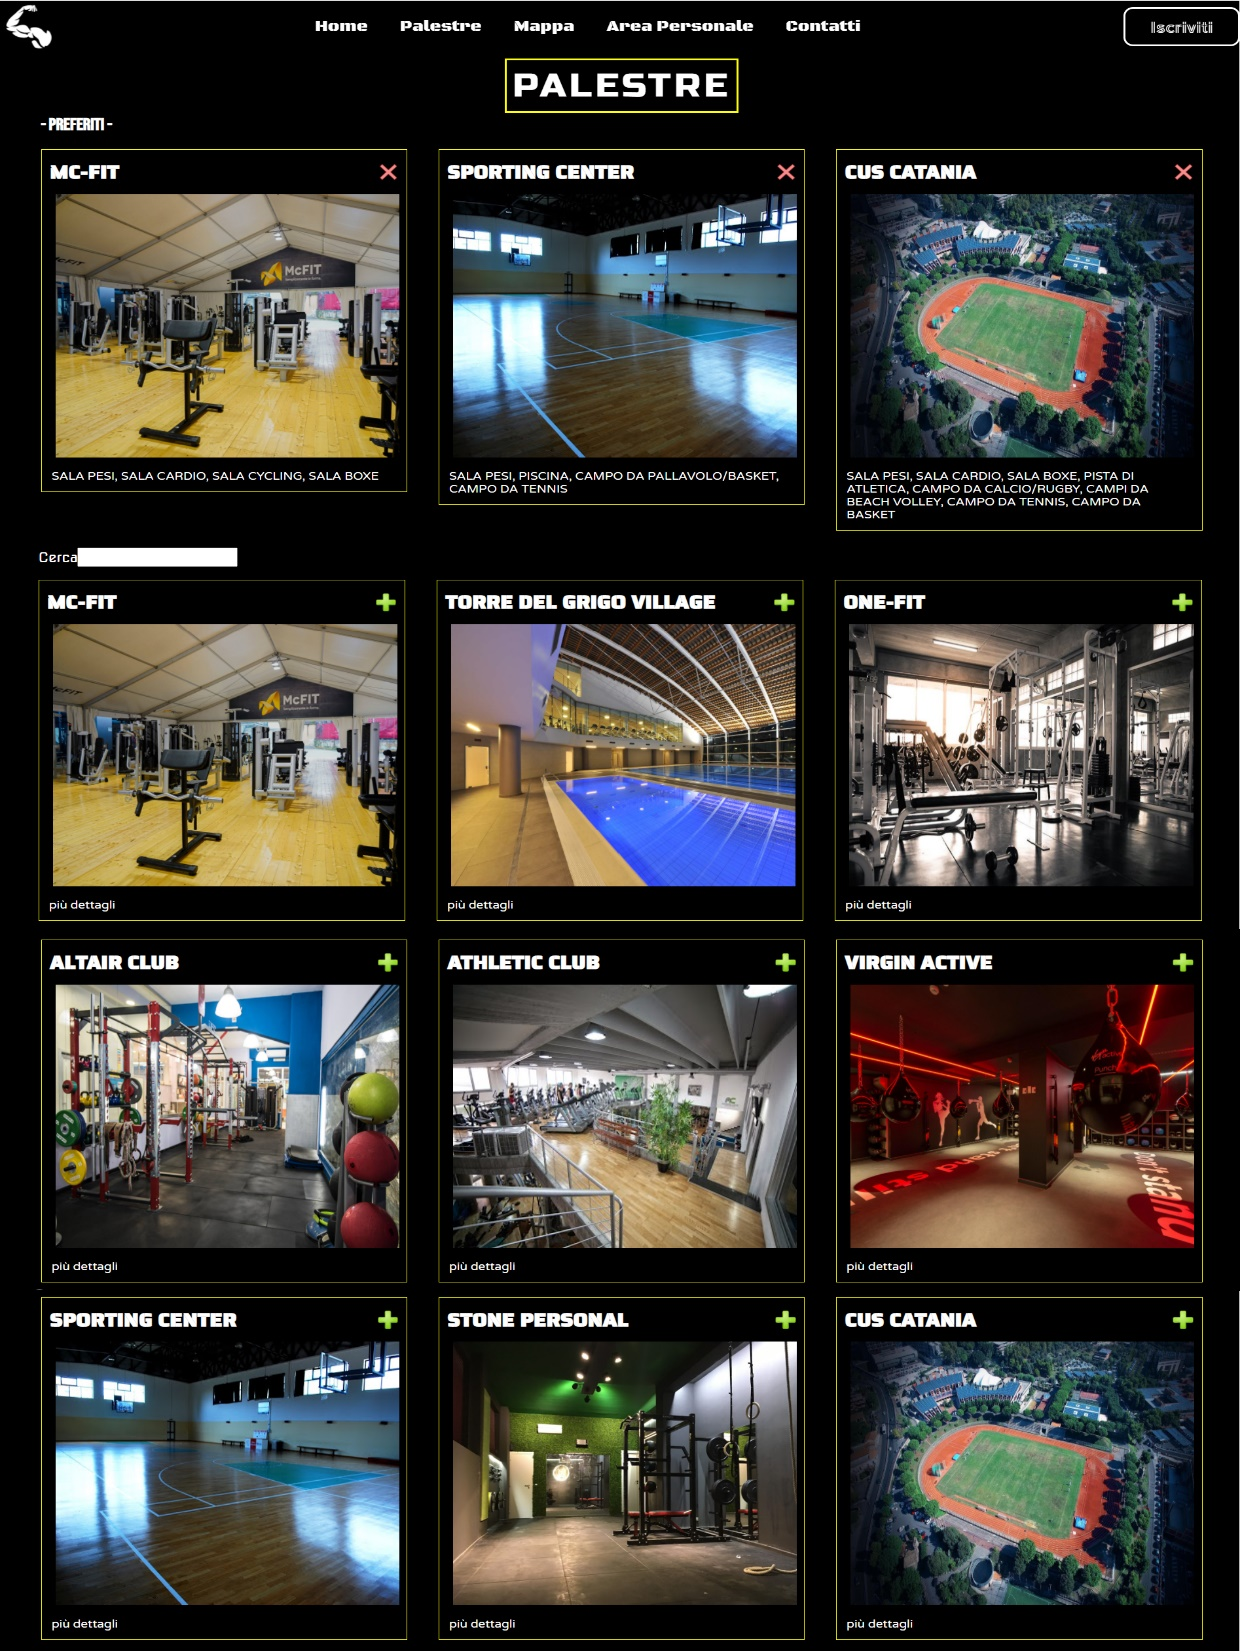 Home Palestre Mappa Area Personale Contatti Iscriviti
PALESTRE
- PREFERITI -
MC-FIT
McFIT
SALA PESI, SALA CARDIO, SALA CYCLING, SALA BOXE
SPORTING CENTER
SALA PESI, PISCINA, CAMPO DA PALLAVOLO/BASKET,
CAMPO DA TENNIS
CUS CATANIA
SALA PESI, SALA CARDIO, SALA BOXE, PISTA DI
ATLETICA, CAMPO DA CALCIO/RUGBY, CAMPI DA
BEACH VOLLEY, CAMPO DA TENNIS, CAMPO DA
BASKET
Cerca
MC-FIT
McFIT
più dettagli
TORRE DEL GRIGO VILLAGE
più dettagli
ONE-FIT
più dettagli
ALTAIR CLUB
più dettagli
ATHLETIC CLUB
più dettagli
VIRGIN ACTIVE
più dettagli
SPORTING CENTER
più dettagli
STONE PERSONAL
più dettagli
CUS CATANIA
più dettagli